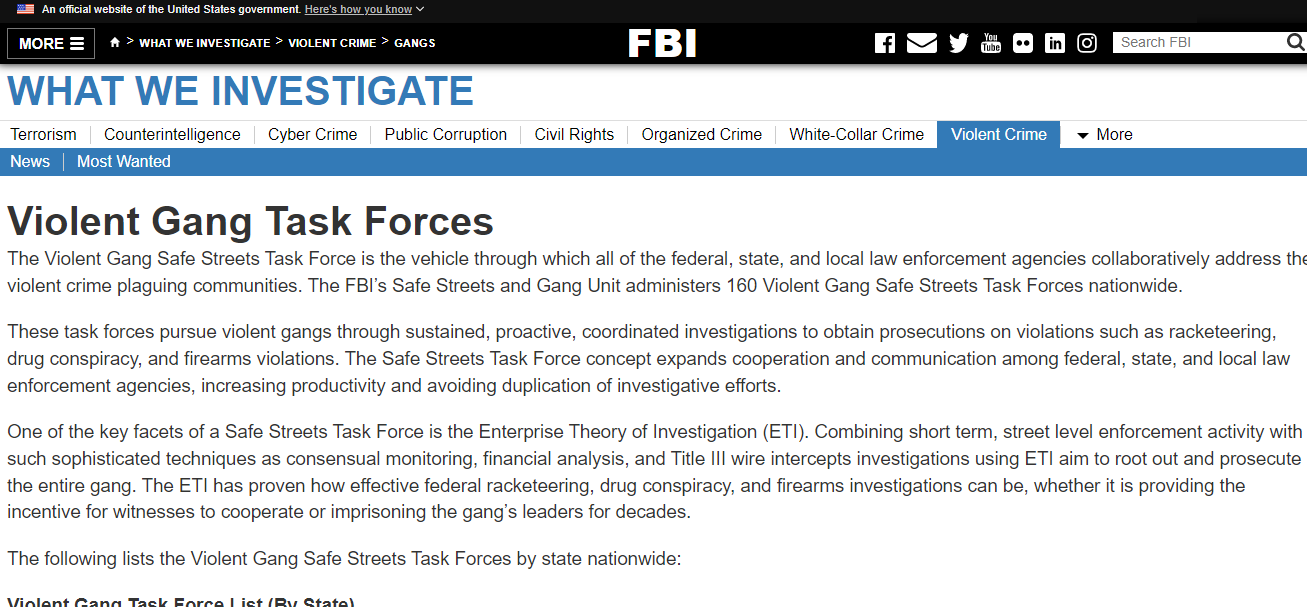 An official website of the United States government. Here's how you know
MORE
> WHAT WE INVESTIGATE > VIOLENT CRIME > GANGS
FBI
You Tube
in
Search FBI
WHAT WE INVESTIGATE
Terrorism
Counterintelligence
Cyber Crime
Public Corruption
Civil Rights
Organized Crime
White-Collar Crime
Violent Crime
More
News
Most Wanted
Violent Gang Task Forces
The Violent Gang Safe Streets Task Force is the vehicle through which all of the federal, state, and local law enforcement agencies collaboratively address the
violent crime plaguing communities. The FBI’s Safe Streets and Gang Unit administers 160 Violent Gang Safe Streets Task Forces nationwide.
These task forces pursue violent gangs through sustained, proactive, coordinated investigations to obtain prosecutions on violations such as racketeering,
drug conspiracy, and firearms violations. The Safe Streets Task Force concept expands cooperation and communication among federal, state, and local law
enforcement agencies, increasing productivity and avoiding duplication of investigative efforts.
One of the key facets of a Safe Streets Task Force is the Enterprise Theory of Investigation (ETI). Combining short term, street level enforcement activity with
such sophisticated techniques as consensual monitoring, financial analysis, and Title III wire intercepts investigations using ETI aim to root out and prosecute
the entire gang. The ETI has proven how effective federal racketeering, drug conspiracy, and firearms investigations can be, whether it is providing the
incentive for witnesses to cooperate or imprisoning the gang’s leaders for decades.
The following lists the Violent Gang Safe Streets Task Forces by state nationwide:
Violent Gang Task Force List (By State)